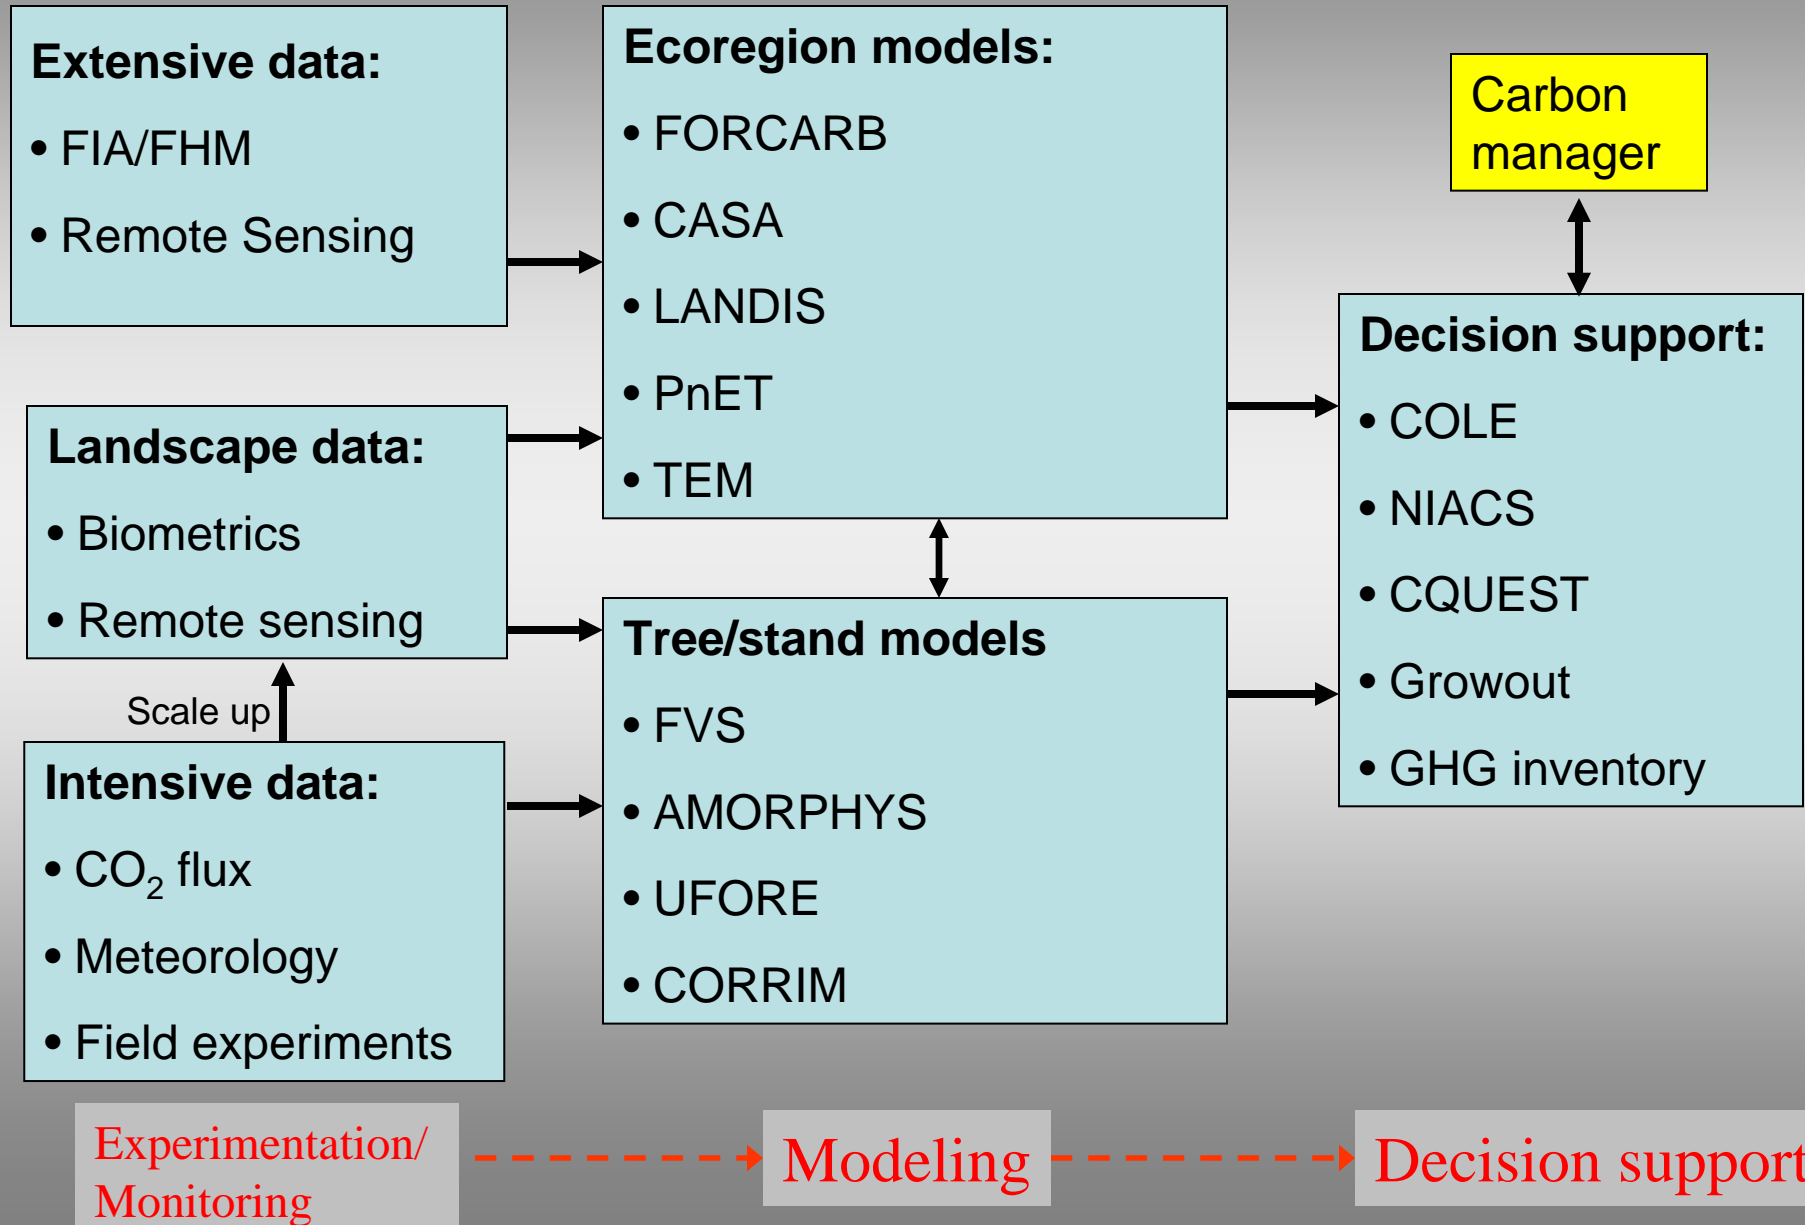 Extensive data:
• FIA/FHM
• Remote Sensing
Landscape data:
• Biometrics
• Remote sensing
Scale up
Intensive data:
• CO₂ flux
• Meteorology
• Field experiments
Ecoregion models:
• FORCARB
• CASA
• LANDIS
• PnET
• TEM
Tree/stand models
• FVS
• AMORPHYS
• UFORE
• CORRIM
Carbon
manager
Decision support:
• COLE
• NIACS
• CQUEST
• Growout
• GHG inventory
Experimentation/
Monitoring
Modeling
Decision support